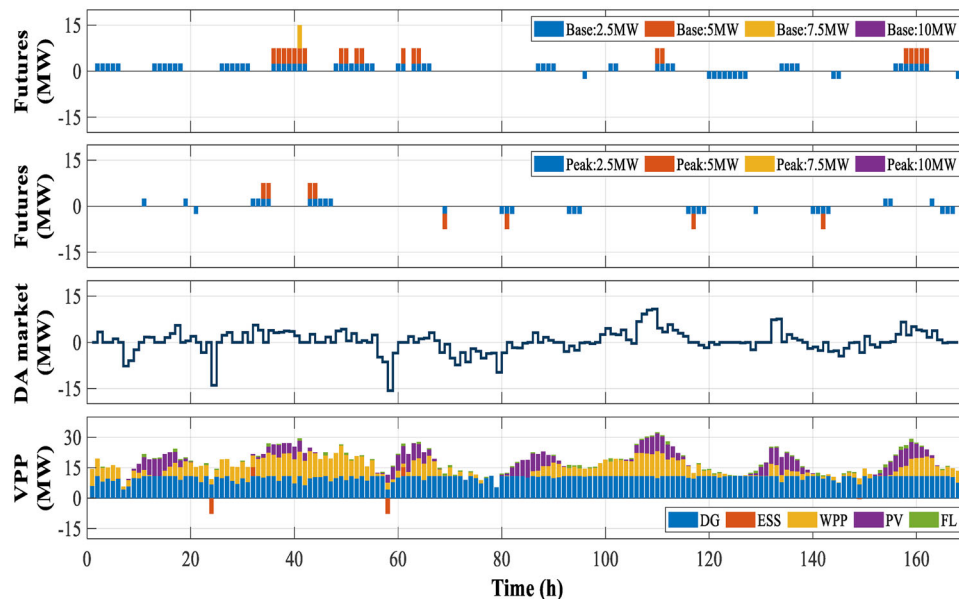 Futures (MW)
15
0
-15
Base:2.5MW Base:5MW Base:7.5MW Base:10MW
Futures (MW)
15
0
-15
Peak:2.5MW Peak:5MW Peak:7.5MW Peak:10MW
DA market (MW)
15
0
-15
VPP (MW)
30
15
0
-15
DG ESS WPP PV FL
0 20 40 60 80 100 120 140 160
Time (h)